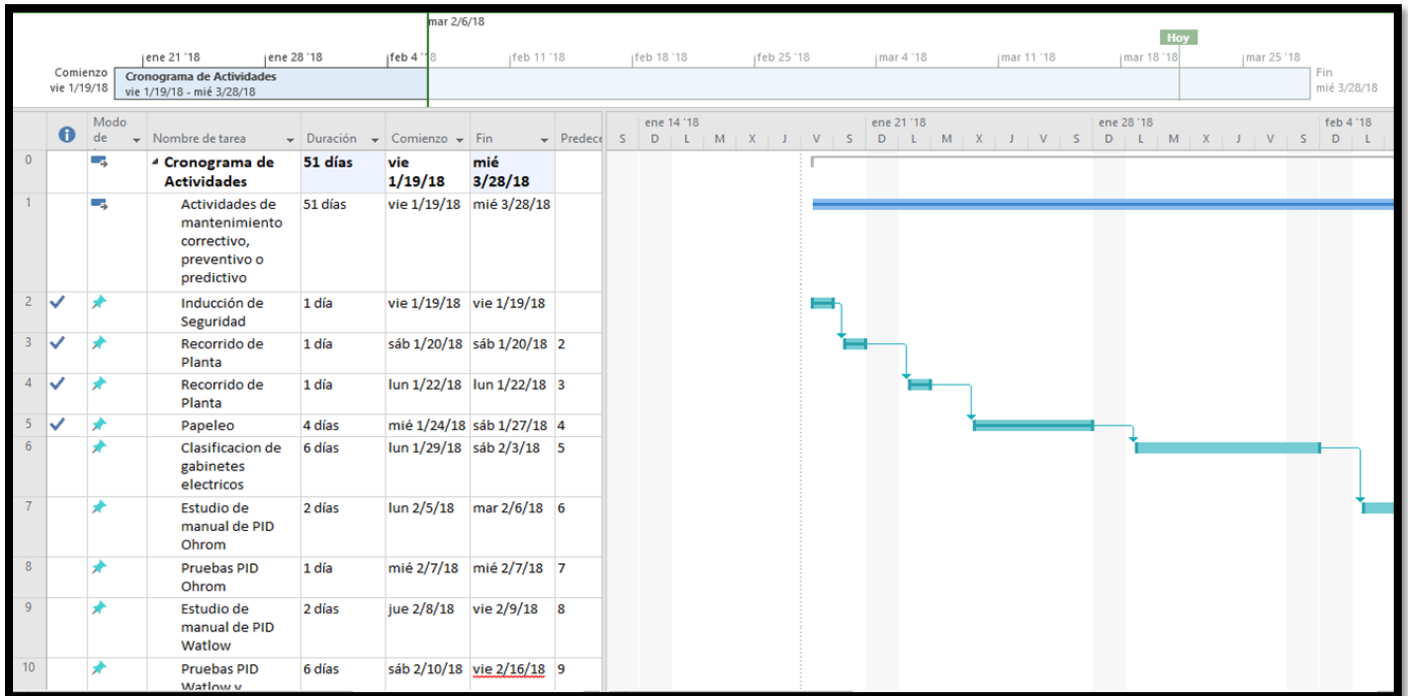 mar 2/6/18
Hoy
ene 21 '18 ene 28 '18 feb 4 '18 feb 11 '18 feb 18 '18 feb 25 '18 mar 4 '18 mar 11 '18 mar 18 '18 mar 25 '18
Comienzo
vie 1/19/18
Cronograma de Actividades
vie 1/19/18 - mié 3/28/18
Fin
mié 3/28/18
Modo
de Nombre de tarea Duración Comienzo Fin Predece
ene 14 '18 ene 21 '18 ene 28 '18 feb 4 '18
S D L M X J V S D L M X J V S D L M X J V S D L
0 Cronograma de 51 días vie mié
Actividades 1/19/18 3/28/18
1 Actividades de 51 días vie 1/19/18 mié 3/28/18
mantenimiento
correctivo,
preventivo o
predictivo
2 Inducción de 1 día vie 1/19/18 vie 1/19/18
Seguridad
3 Recorrido de 1 día sáb 1/20/18 sáb 1/20/18 2
Planta
4 Recorrido de 1 día lun 1/22/18 lun 1/22/18 3
Planta
5 Papeleo 4 días mié 1/24/18 sáb 1/27/18 4
6 Clasificacion de 6 días lun 1/29/18 sáb 2/3/18 5
gabinetes
electricos
7 Estudio de 2 días lun 2/5/18 mar 2/6/18 6
manual de PID
Ohrom
8 Pruebas PID 1 día mié 2/7/18 mié 2/7/18 7
Ohrom
9 Estudio de 2 días jue 2/8/18 vie 2/9/18 8
manual de PID
Watlow
10 Pruebas PID 6 días sáb 2/10/18 vie 2/16/18 9
Watlow y